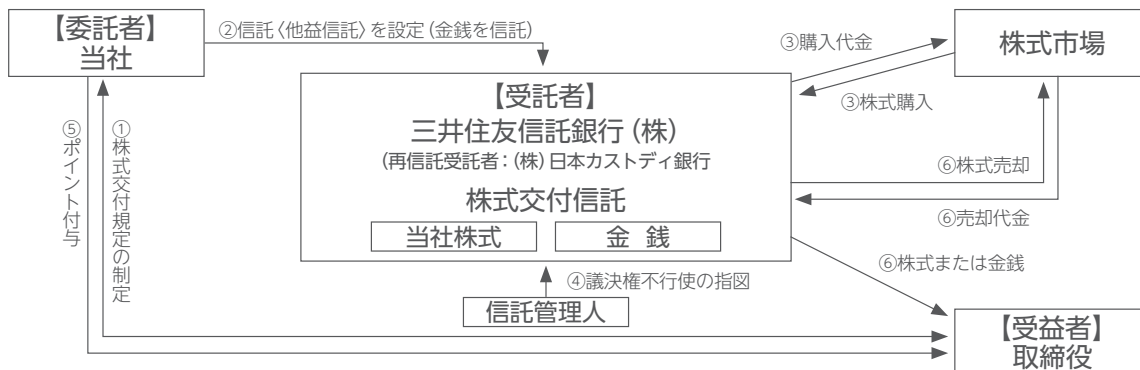 【委託者】
当社
②信託〈他益信託〉を設定(金銭を信託)
③購入代金
株式市場
③株式購入
【受託者】
三井住友信託銀行(株)
(再信託受託者:(株)日本カストディ銀行
株式交付信託
当社株式
金 銭
⑥株式売却
⑥売却代金
⑤ポイント付与
①株式交付規定の制定
④議決権不行使の指図
信託管理人
⑥株式または金銭
【受益者】
取締役